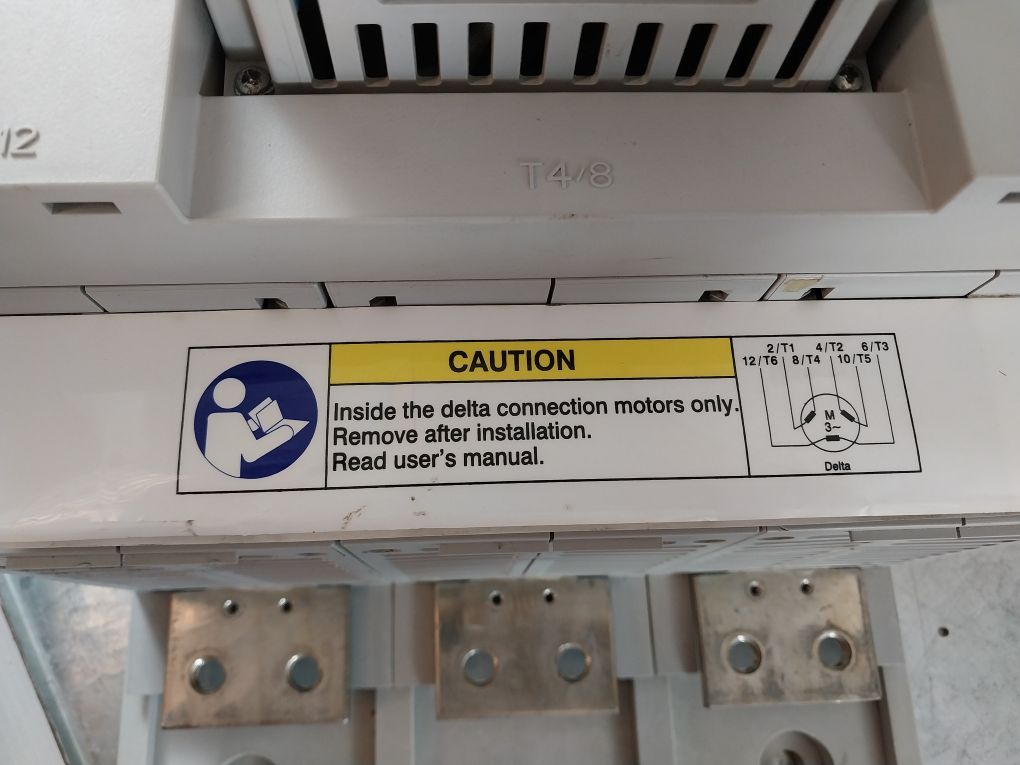 12
T4/8
CAUTION
Inside the delta connection motors only.
Remove after installation.
Read user's manual.
2/T1 4/T2 6/T3
12/T6 8/T4 10/T5
M
3~
Delta